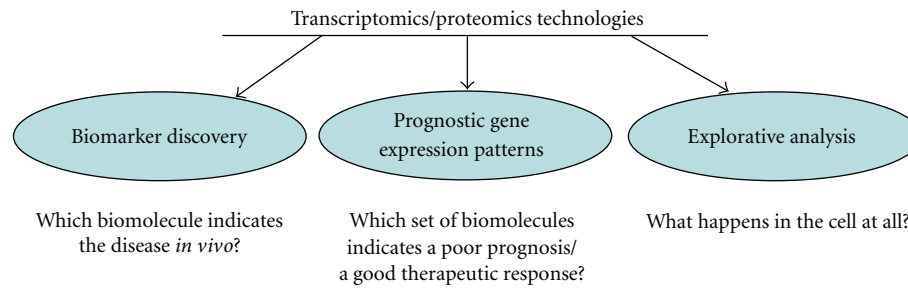 Transcriptomics/proteomics technologies
Biomarker discovery
Prognostic gene
expression patterns
Explorative analysis
Which biomolecule indicates
the disease in vivo?
Which set of biomolecules
indicates a poor prognosis/
a good therapeutic response?
What happens in the cell at all?